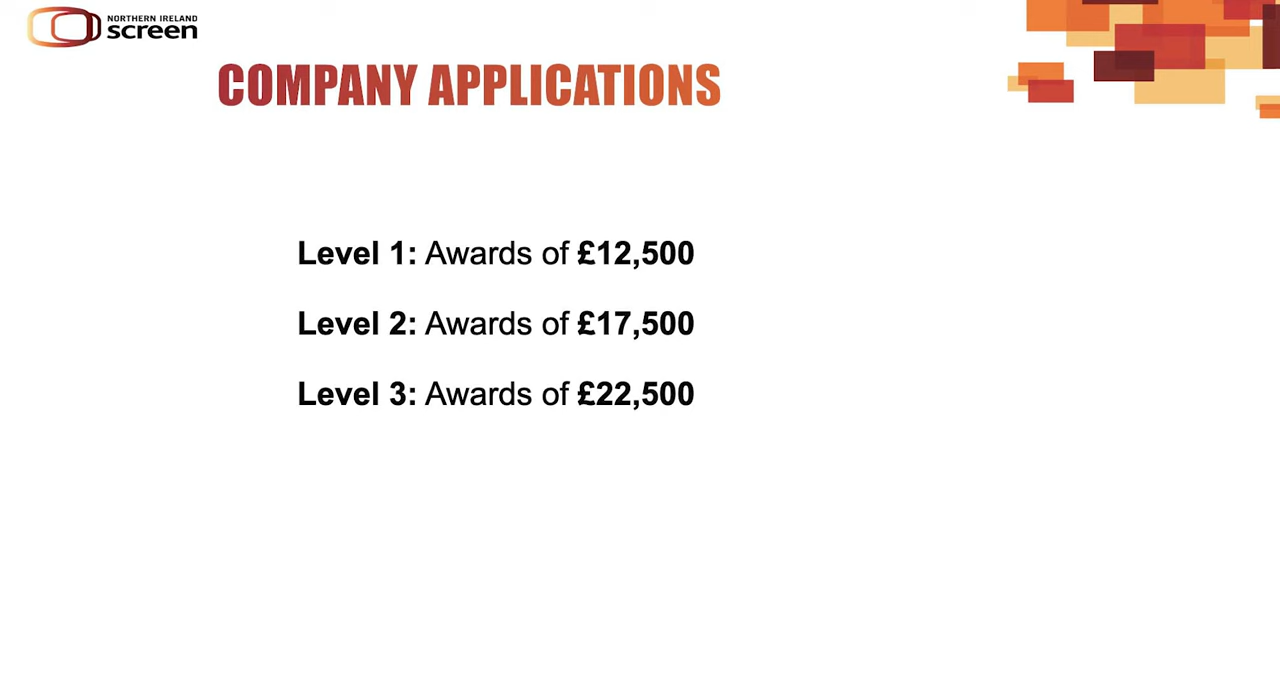 NORTHERN IRELAND
screen
COMPANY APPLICATIONS
Level 1: Awards of £12,500
Level 2: Awards of £17,500
Level 3: Awards of £22,500